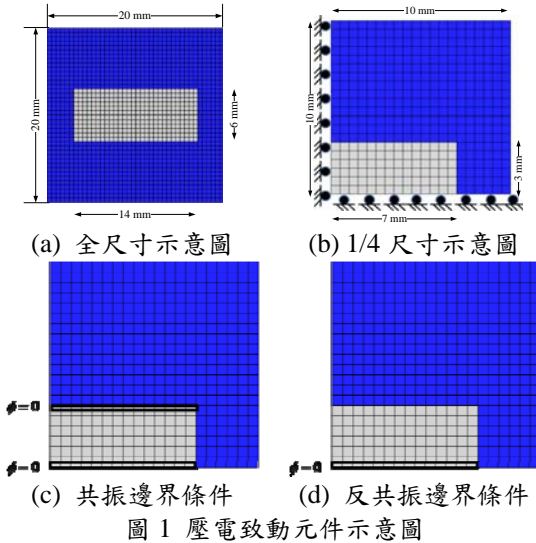 20 mm
20 mm
6 mm
14 mm
(a) 全尺寸示意圖
10 mm
10 mm
3 mm
7 mm
(b) 1/4 尺寸示意圖
ϕ=0
ϕ=0
(c) 共振邊界條件
ϕ=0
(d) 反共振邊界條件
圖 1 壓電致動元件示意圖